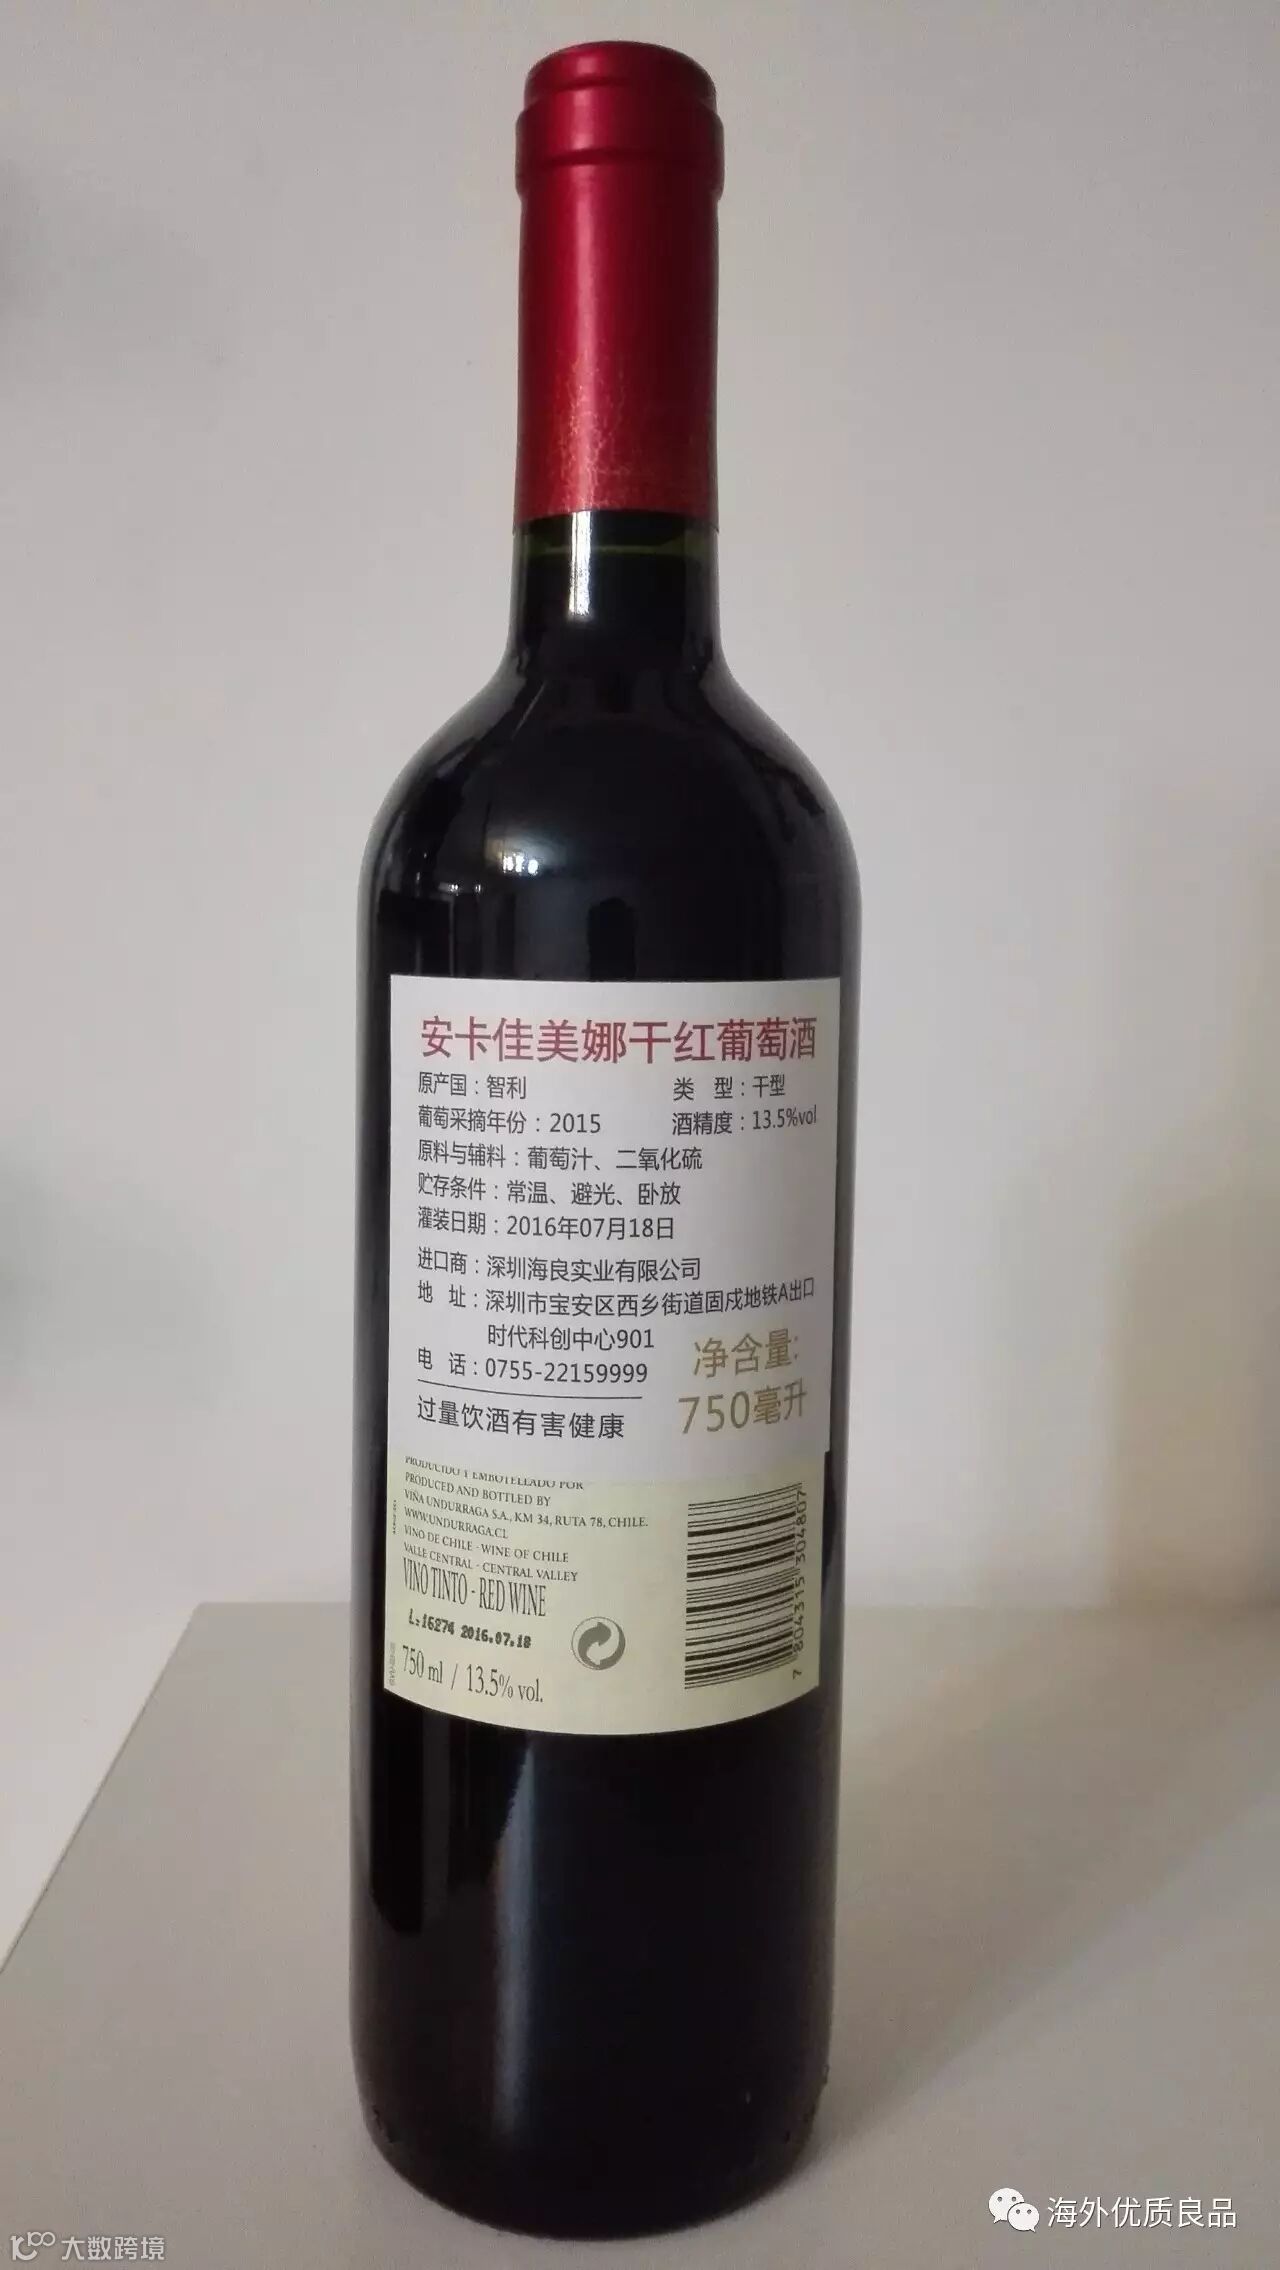 安卡佳美娜干红葡萄酒
原产国：智利 类 型：干型
葡萄采摘年份：2015 酒精度：13.5%vol
原料与辅料：葡萄汁、二氧化硫
贮存条件：常温、避光、卧放
灌装日期：2016年07月18日
进口商：深圳海良实业有限公司
地 址：深圳市宝安区西乡街道固戍地铁A出口
时代科创中心901
电 话：0755-22159999
过量饮酒有害健康
净含量:
750毫升
PRODUCIDO Y EMBOTELLADO POR
PRODUCED AND BOTTLED BY
VIÑA UNDURRAGA S.A., KM 34, RUTA 78, CHILE.
WWW.UNDURRAGA.CL
VINO DE CHILE - WINE OF CHILE
VALLE CENTRAL - CENTRAL VALLEY
VINO TINTO - RED WINE
L:16274 2016.07.18
750 ml / 13.5% vol.
7 804315 304807
海外优质良品
大数跨境